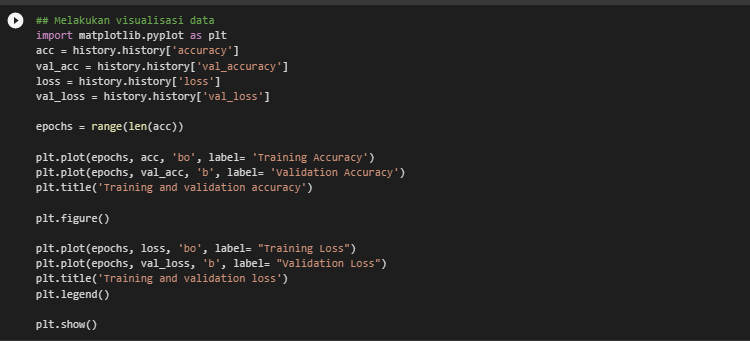 ## Melakukan visualisasi data
import matplotlib.pyplot as plt
acc = history.history['accuracy']
val_acc = history.history['val_accuracy']
loss = history.history['loss']
val_loss = history.history['val_loss']
epochs = range(len(acc))
plt.plot(epochs, acc, 'bo', label= 'Training Accuracy')
plt.plot(epochs, val_acc, 'b', label= 'Validation Accuracy')
plt.title('Training and validation accuracy')
plt.figure()
plt.plot(epochs, loss, 'bo', label= "Training Loss")
plt.plot(epochs, val_loss, 'b', label= "Validation Loss")
plt.title('Training and validation loss')
plt.legend()
plt.show()